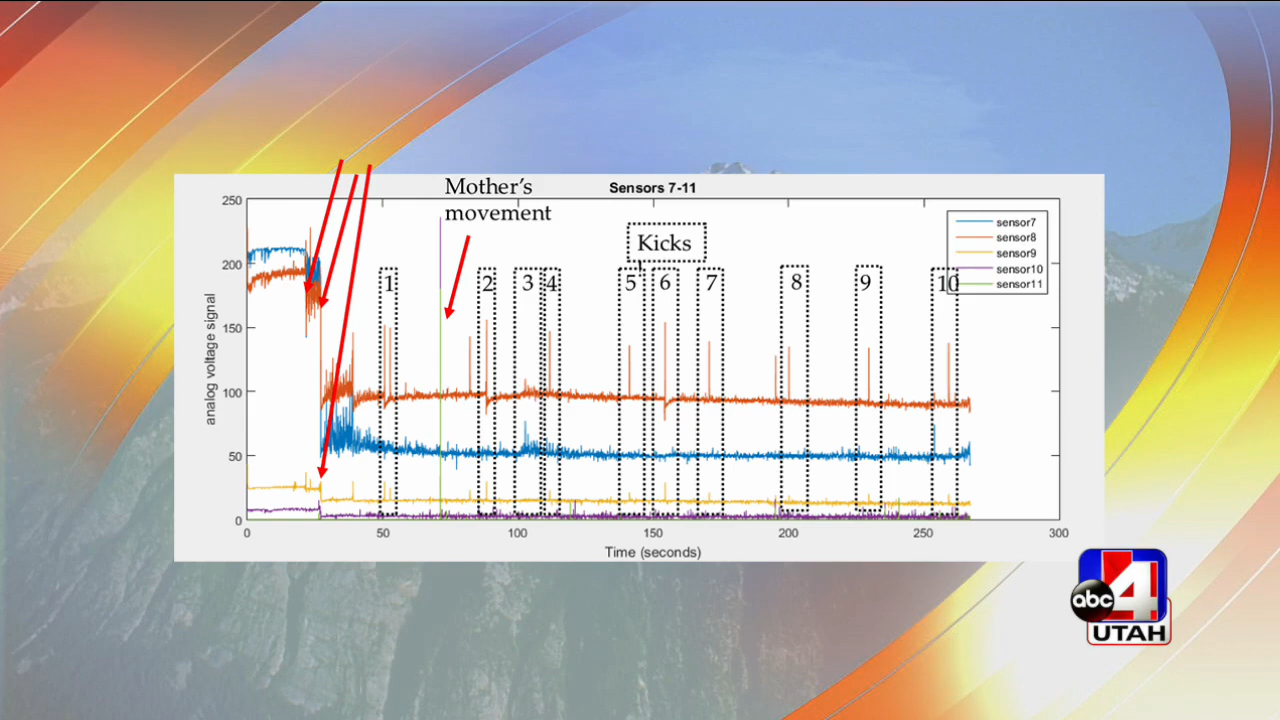 Sensors 7-11
Mother's
movement
Kicks
sensor7
sensor8
sensor9
sensor10
sensor11
1
2
3
4
5
6
7
8
9
10
250
200
150
100
50
0
analog voltage signal
0
50
100
150
200
250
300
Time (seconds)
abc
4
UTAH